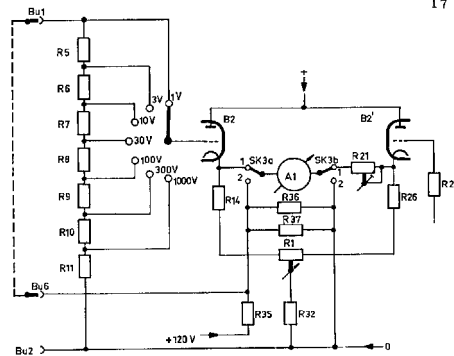 17
Bu1
R5
3V
1V
R6
10V
B2
+
B2'
R7
30V
1
SK3a
SK3b
1
R21
R8
100V
2
A1
2
R2
300V
1000V
R14
R36
R26
R9
R37
R10
R1
R11
Bu6
R35
R32
+120V
Bu2
0